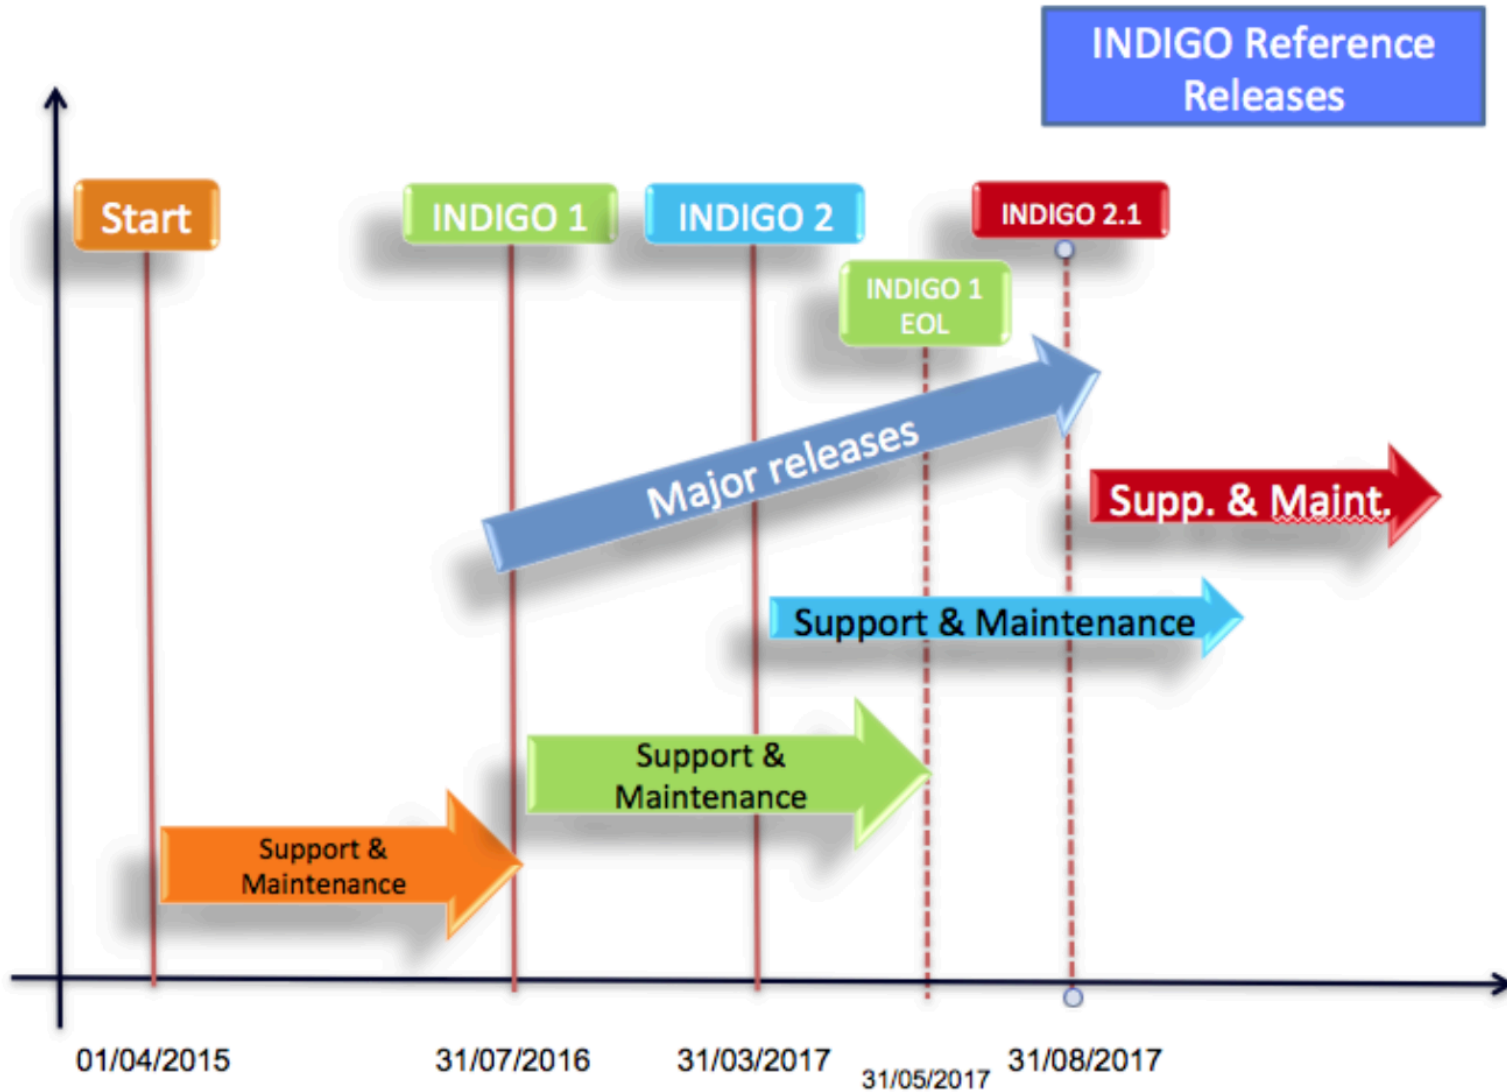 INDIGO Reference
Releases
Start
INDIGO 1
INDIGO 2
INDIGO 2.1
INDIGO 1
EOL
Major releases
Supp. & Maint.
Support & Maintenance
Support &
Maintenance
Support &
Maintenance
01/04/2015
31/07/2016
31/03/2017
31/05/2017
31/08/2017